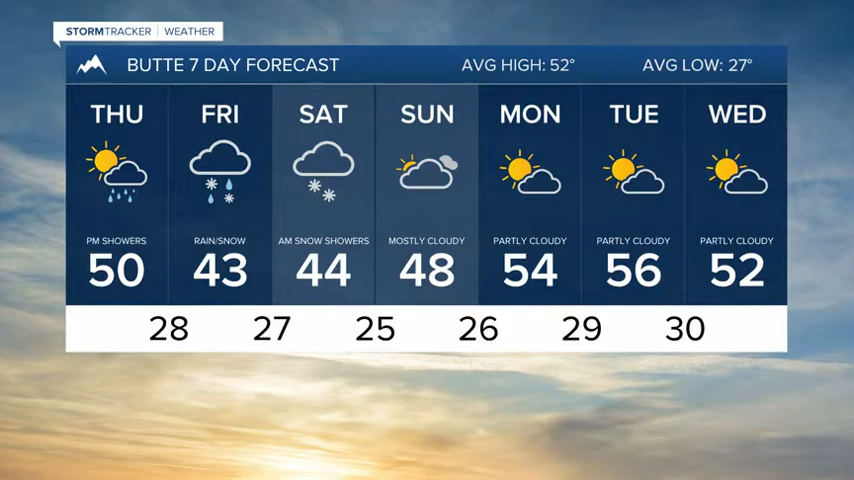 STORMTRACKER | WEATHER
BUTTE 7 DAY FORECAST AVG HIGH: 52° AVG LOW: 27°
THU FRI SAT SUN MON TUE WED
PM SHOWERS RAIN/SNOW AM SNOW SHOWERS MOSTLY CLOUDY PARTLY CLOUDY PARTLY CLOUDY PARTLY CLOUDY
50 43 44 48 54 56 52
28 27 25 26 29 30